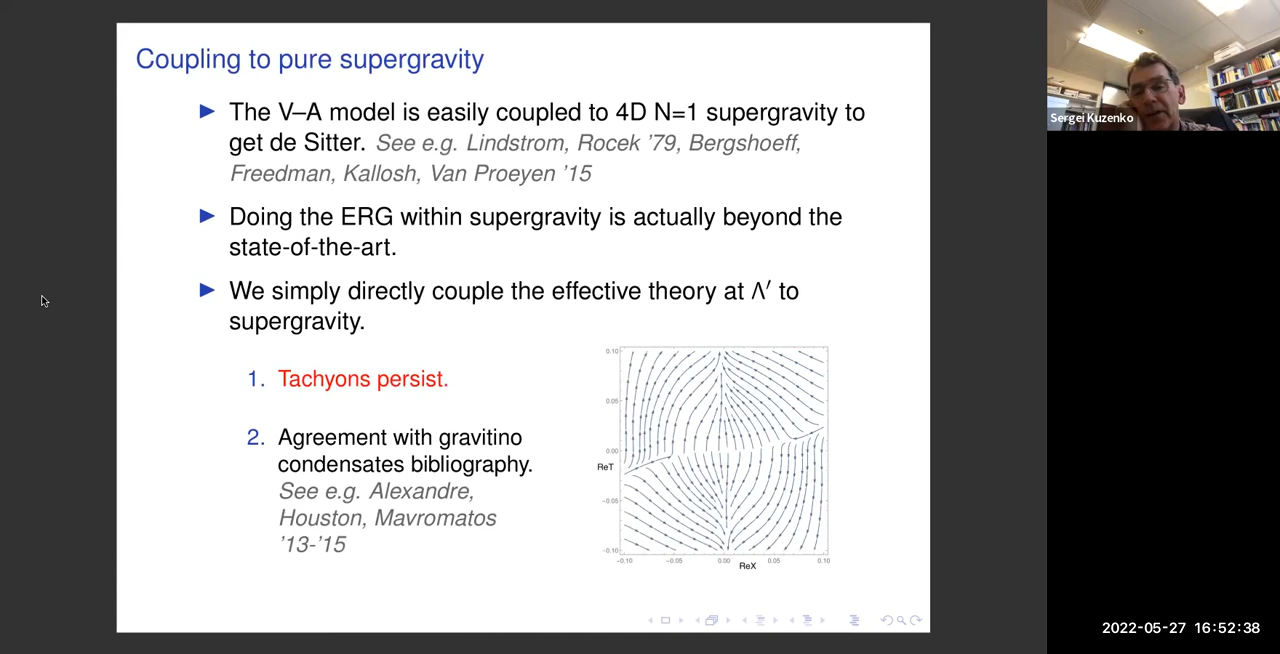 Coupling to pure supergravity
▶ The V–A model is easily coupled to 4D N=1 supergravity to
get de Sitter. See e.g. Lindstrom, Rocek '79, Bergshoeff,
Freedman, Kallosh, Van Proeyen '15
▶ Doing the ERG within supergravity is actually beyond the
state-of-the-art.
▶ We simply directly couple the effective theory at Λ′ to
supergravity.
1. Tachyons persist.
2. Agreement with gravitino
condensates bibliography.
See e.g. Alexandre,
Houston, Mavromatos
'13-'15
0.10
0.05
0.00
ReT
-0.05
-0.10
-0.10 -0.05 0.00 0.05 0.10
ReX
Sergei Kuzenko
2022-05-27 16:52:38